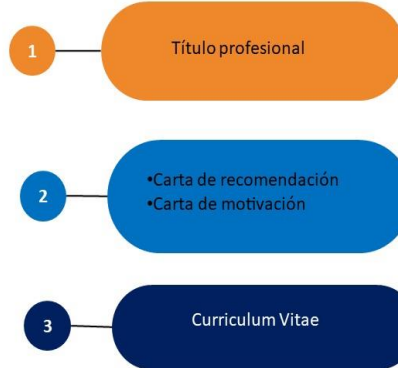 1
Título profesional
2
•Carta de recomendación
•Carta de motivación
3
Curriculum Vitae